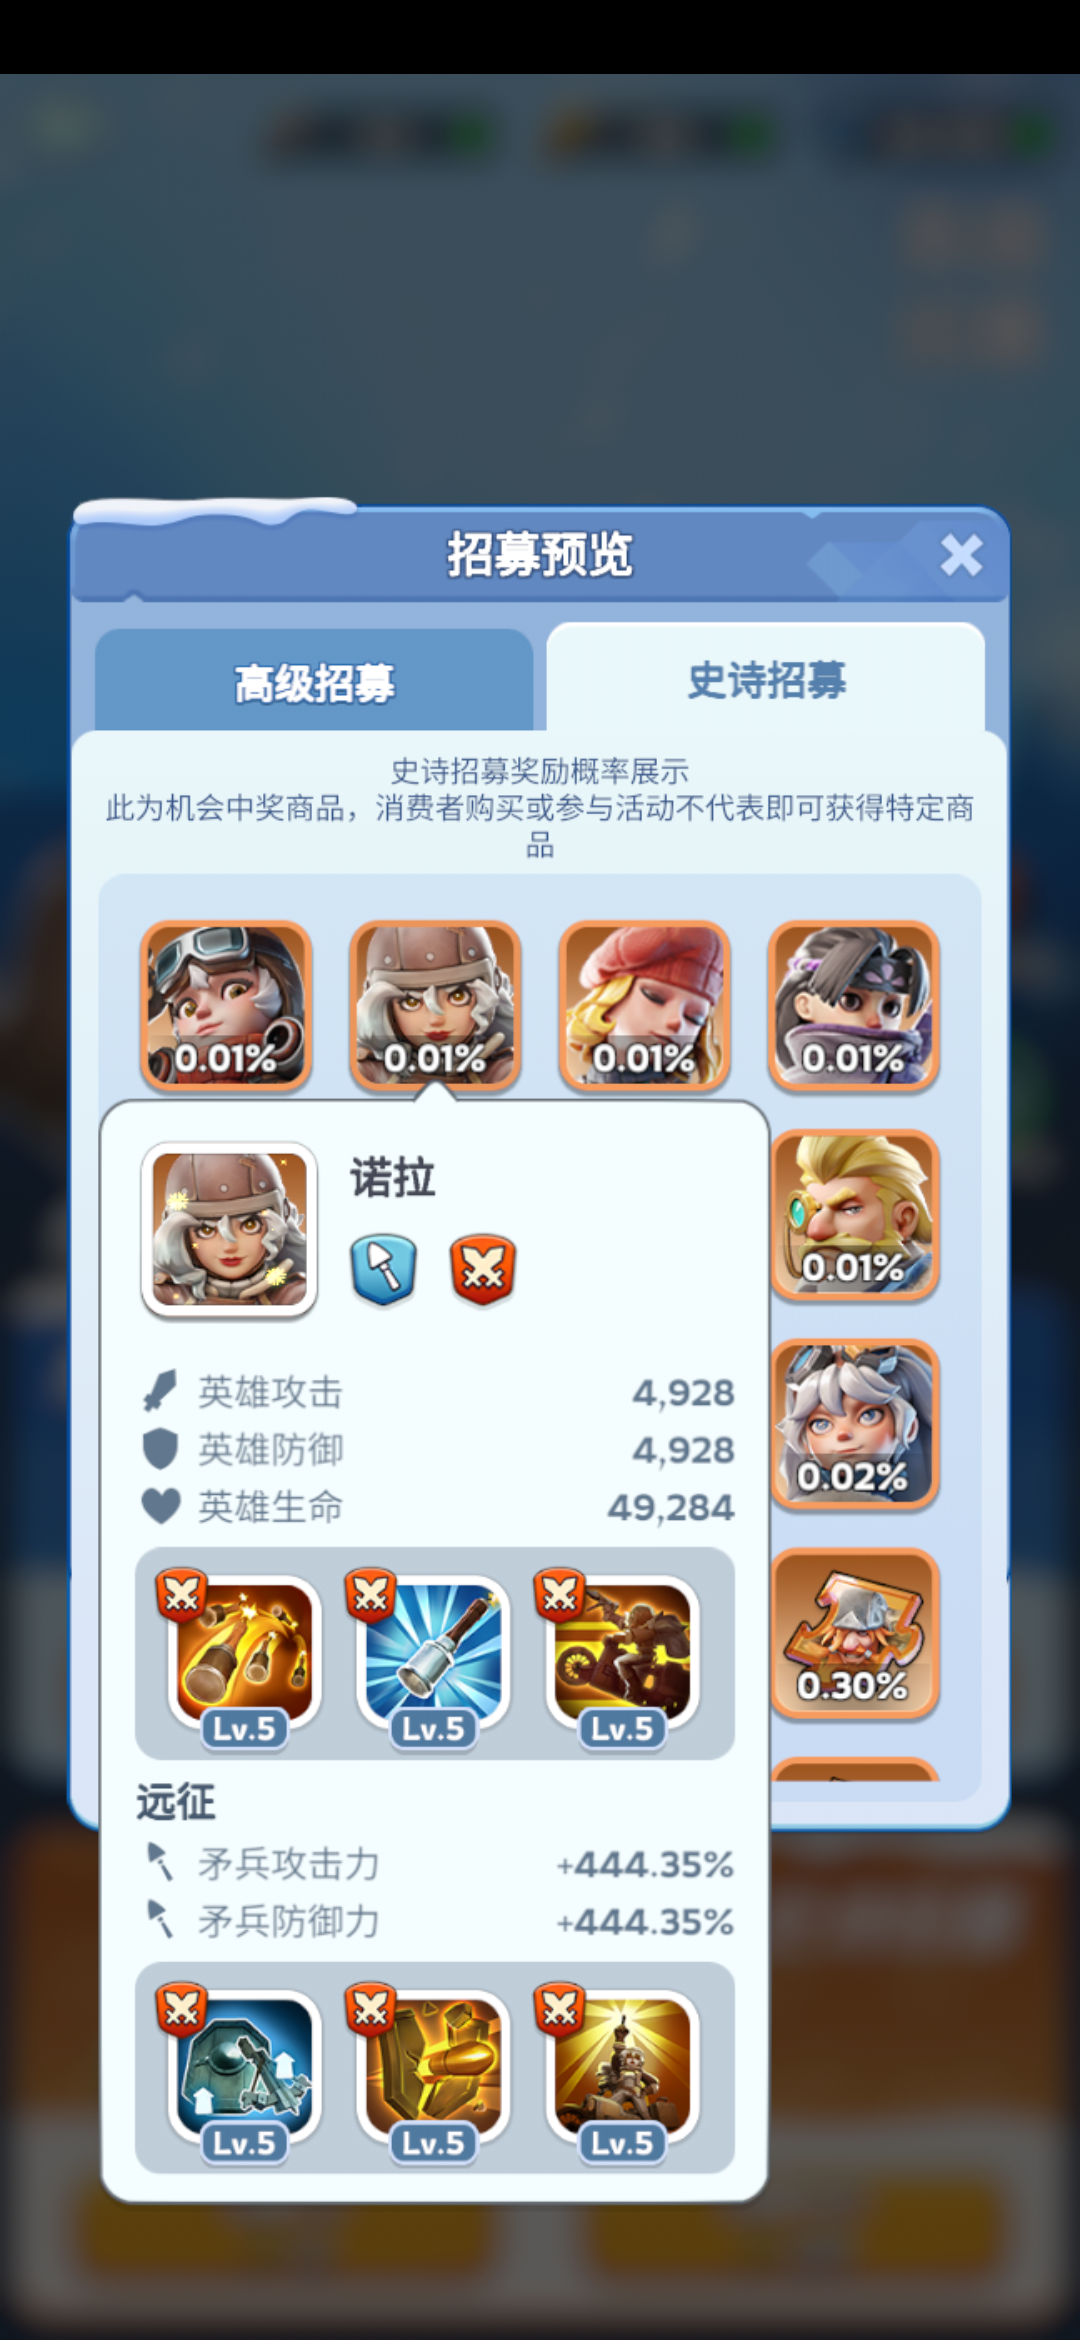 招募预览
高级招募
史诗招募
史诗招募奖励概率展示
此为机会中奖商品，消费者购买或参与活动不代表即可获得特定商
品
0.01% 0.01% 0.01% 0.01%
诺拉
0.01%
英雄攻击 4,928
英雄防御 4,928
0.02%
英雄生命 49,284
0.30%
Lv.5 Lv.5 Lv.5
远征
矛兵攻击力 +444.35%
矛兵防御力 +444.35%
Lv.5 Lv.5 Lv.5